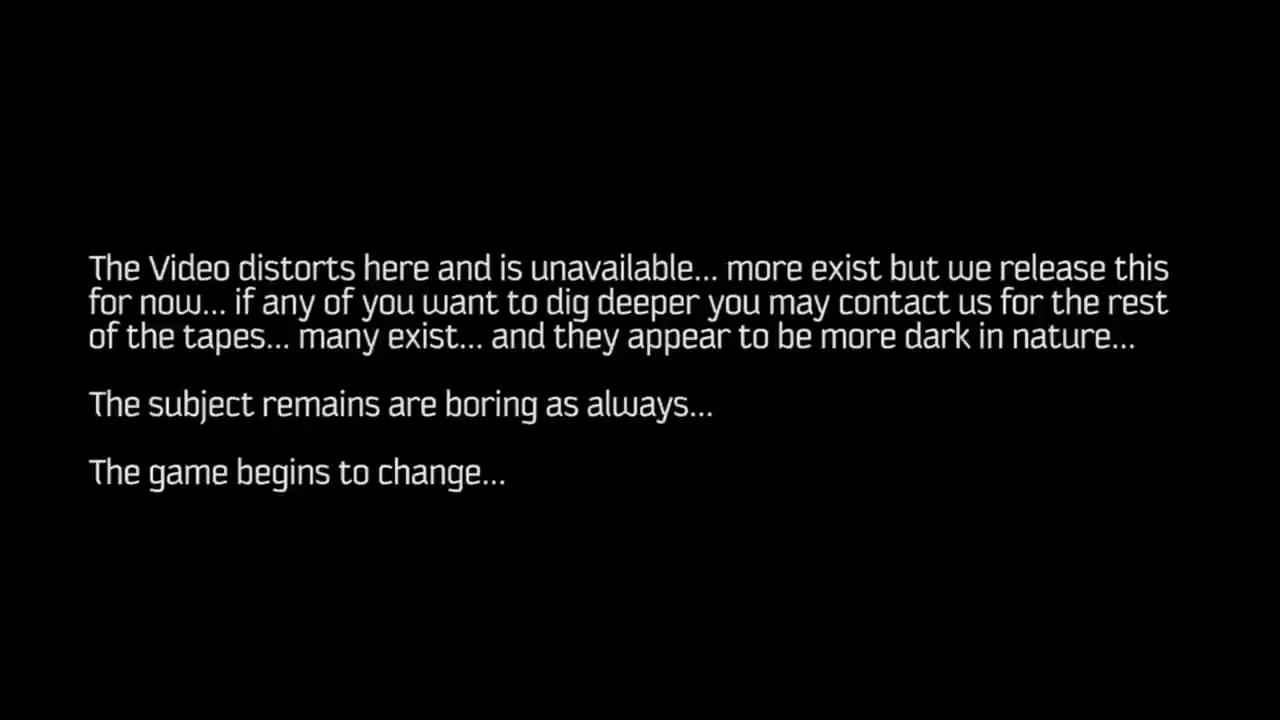 The Video distorts here and is unavailable... more exist but we release this
for now... if any of you want to dig deeper you may contact us for the rest
of the tapes... many exist... and they appear to be more dark in nature...
The subject remains are boring as always...
The game begins to change...